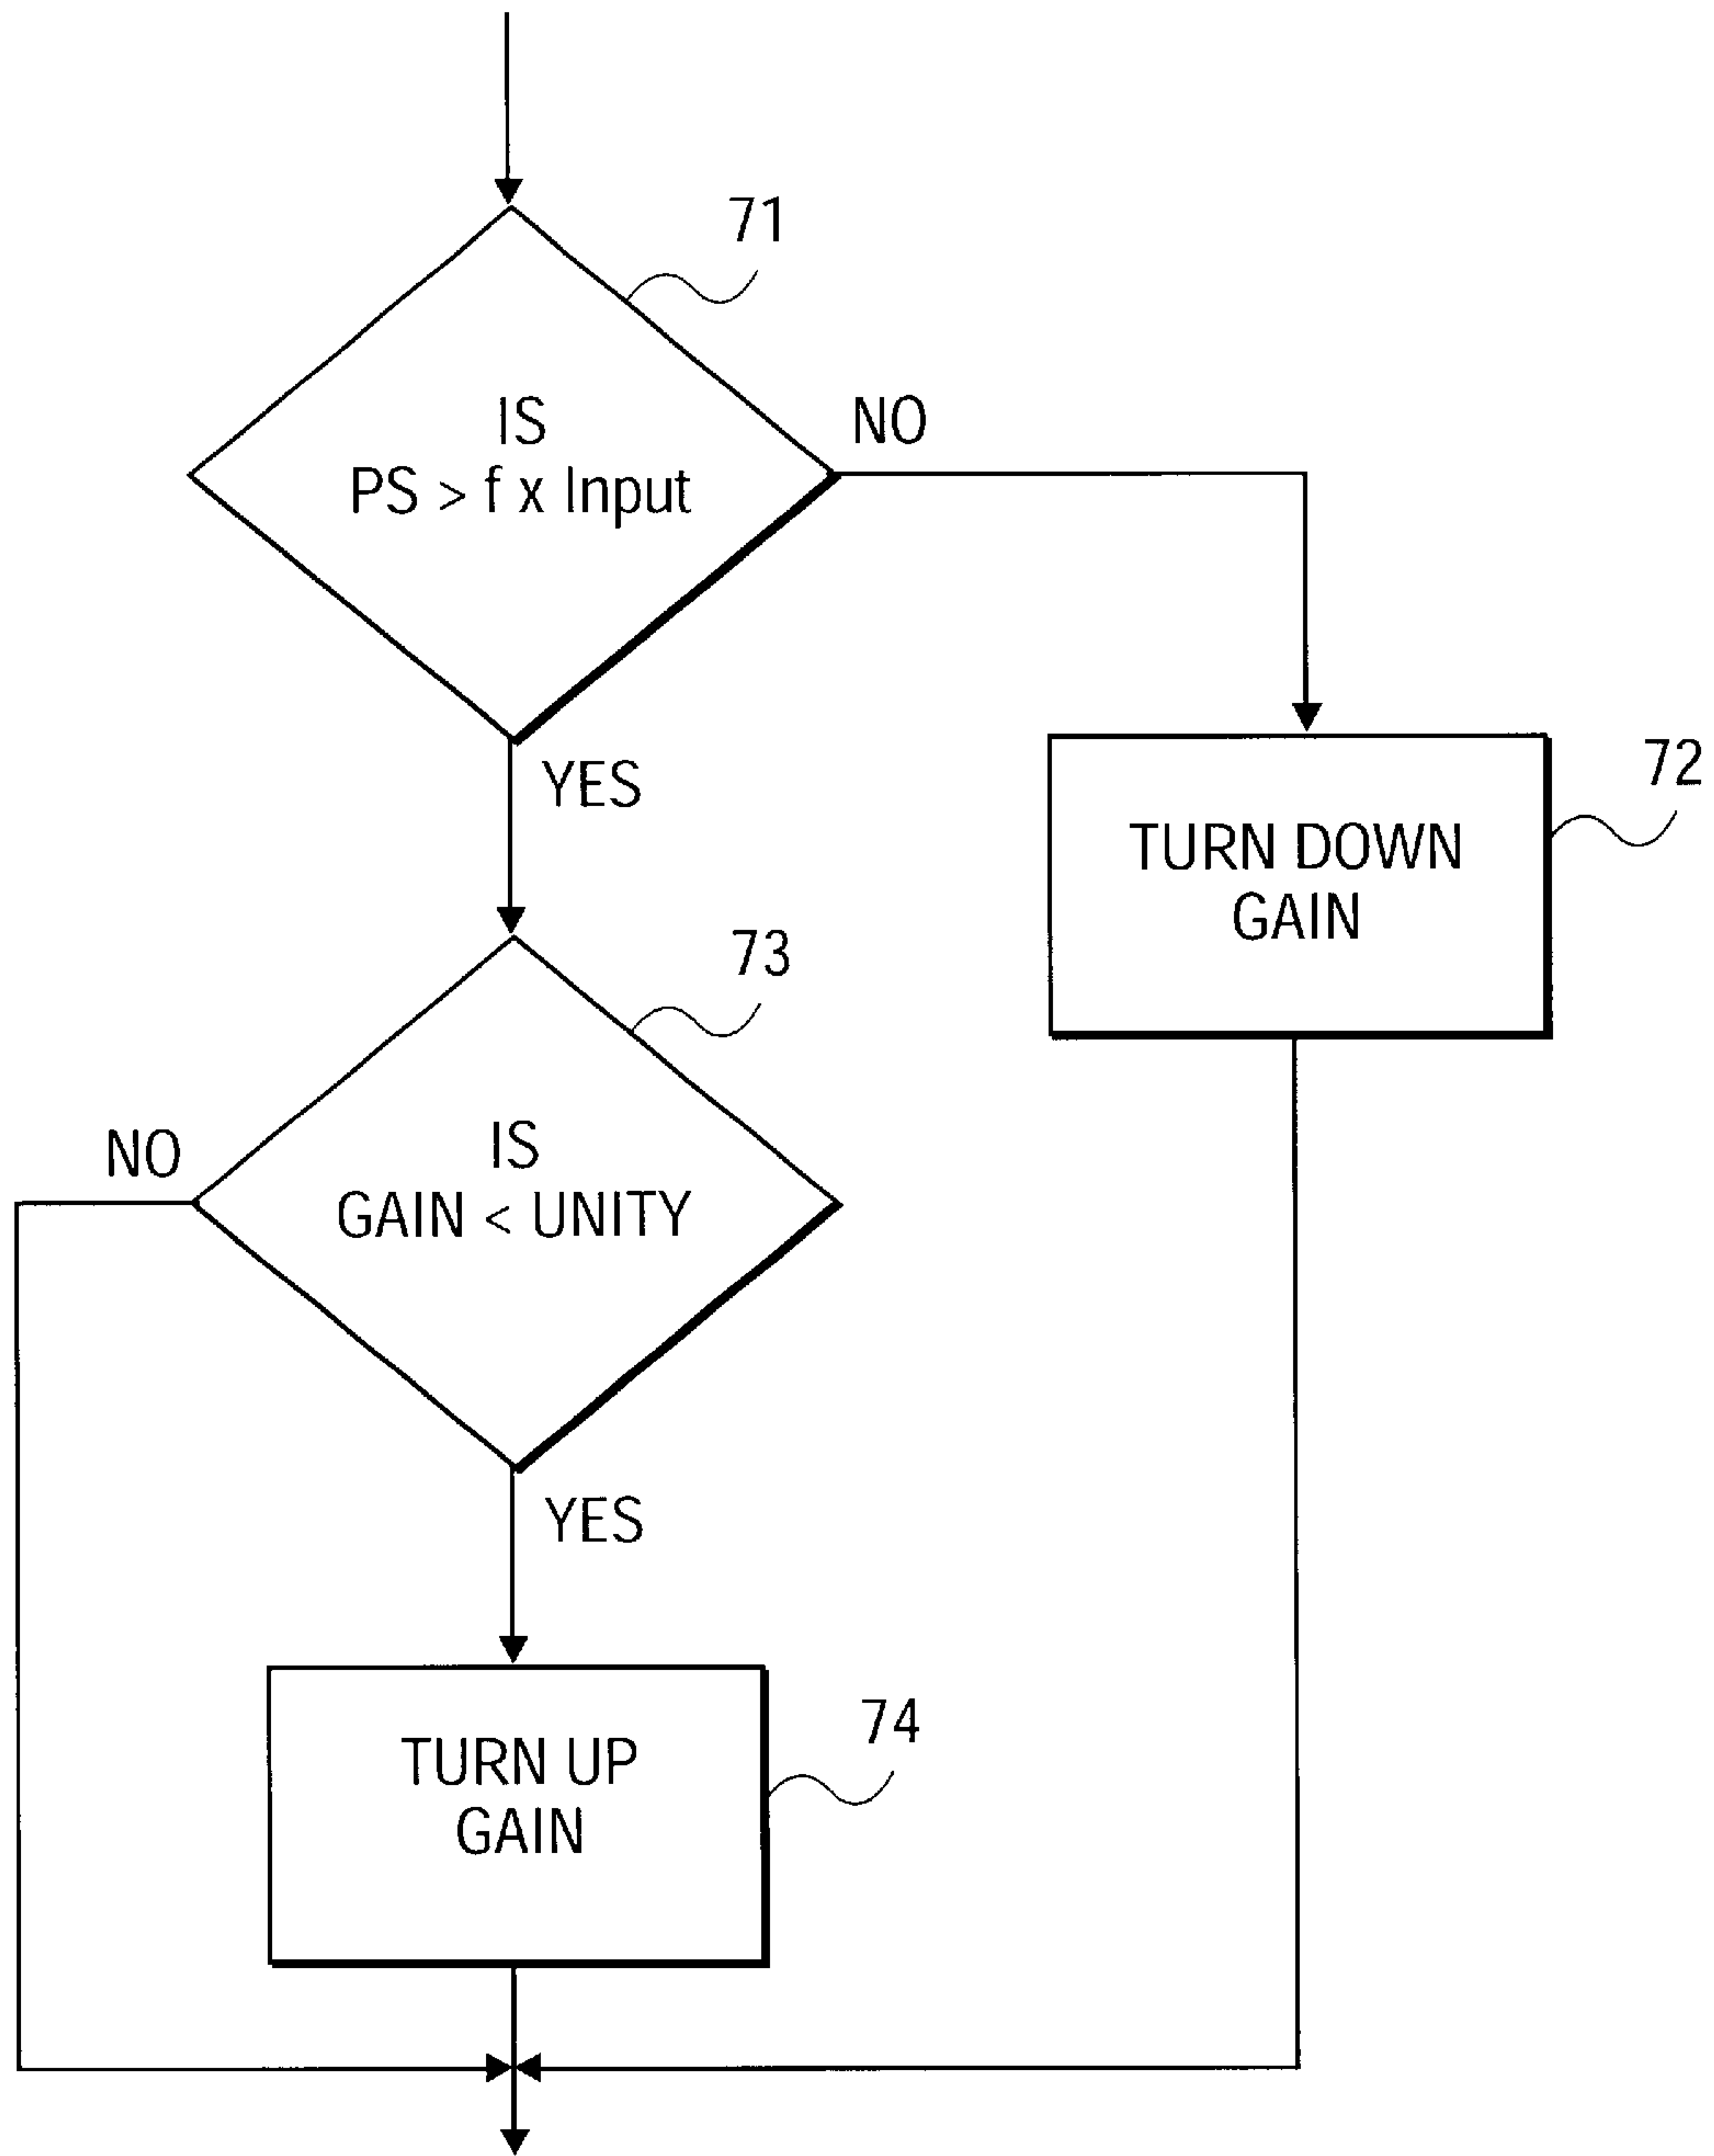 71
IS
PS > f x Input
NO
YES
72
TURN DOWN
GAIN
73
NO
IS
GAIN < UNITY
YES
74
TURN UP
GAIN